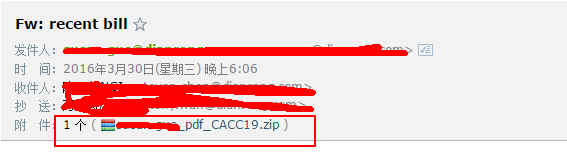 Fw: recent bill
发件人：
时 间：2016年3月30日(星期三) 晚上6:06
收件人：
抄 送：
附 件：1 个 ( _pdf_CACC19.zip )